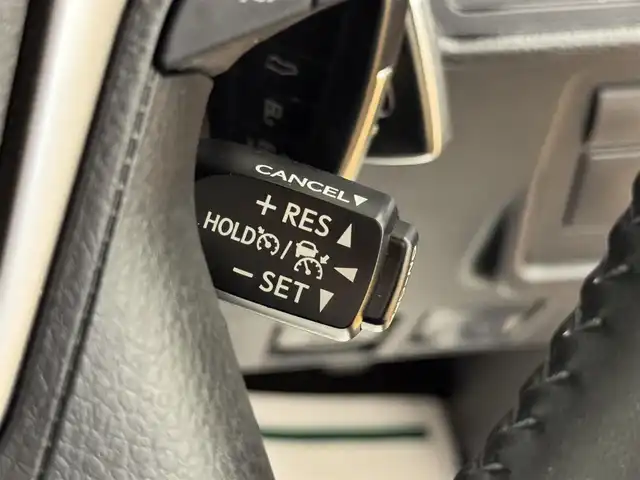 CANCEL▼
+ RES ▲
HOLD / ◀
− SET ▼